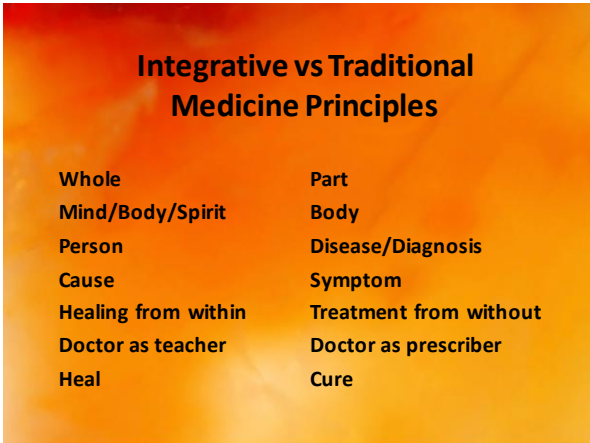 Integrative vs Traditional
Medicine Principles
Whole Part
Mind/Body/Spirit Body
Person Disease/Diagnosis
Cause Symptom
Healing from within Treatment from without
Doctor as teacher Doctor as prescriber
Heal Cure